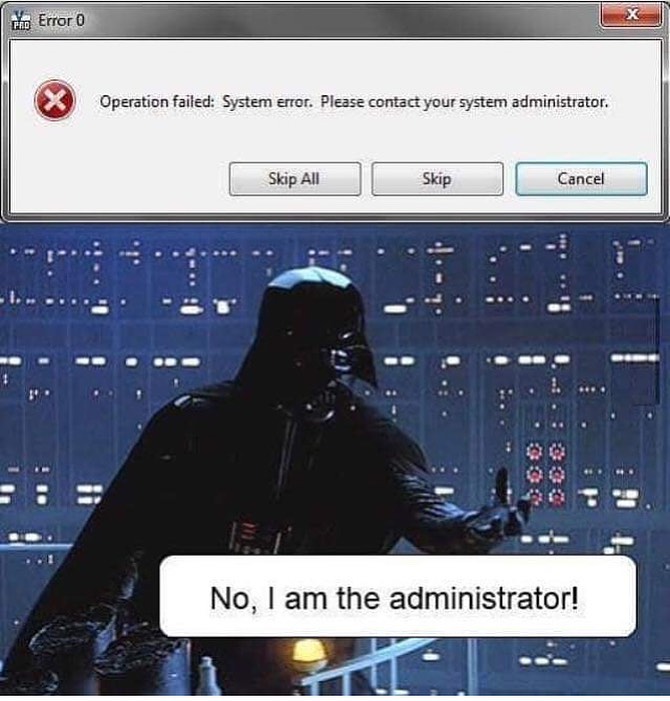 V PRO Error 0
Operation failed: System error. Please contact your system administrator.
Skip All Skip Cancel
No, I am the administrator!